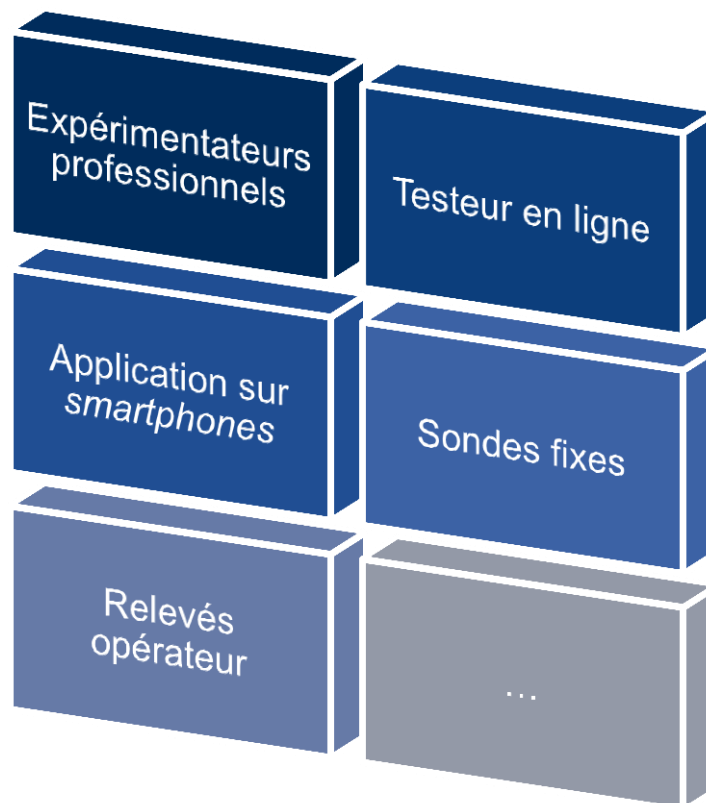 Expérimentateurs
professionnels
Testeur en ligne
Application sur
smartphones
Sondes fixes
Relevés
opérateur
...